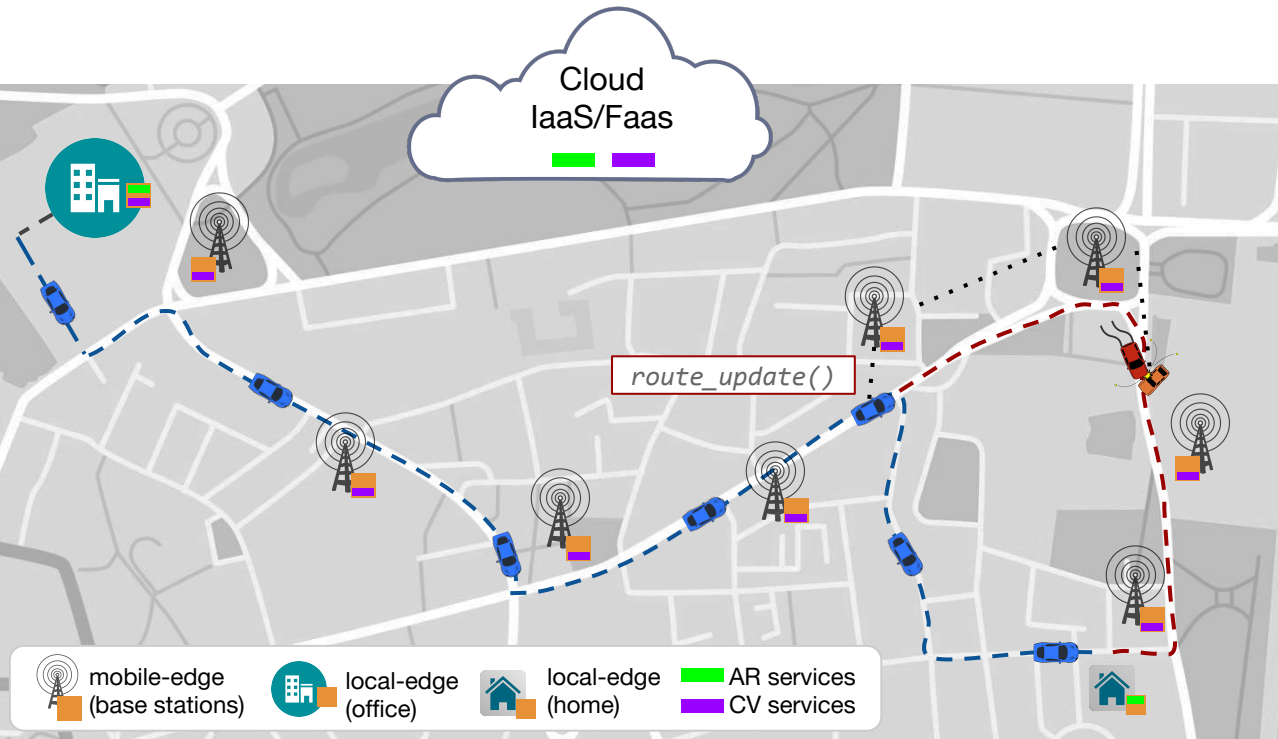 Cloud
IaaS/Faas
route_update()
mobile-edge
(base stations)
local-edge
(office)
local-edge
(home)
AR services
CV services